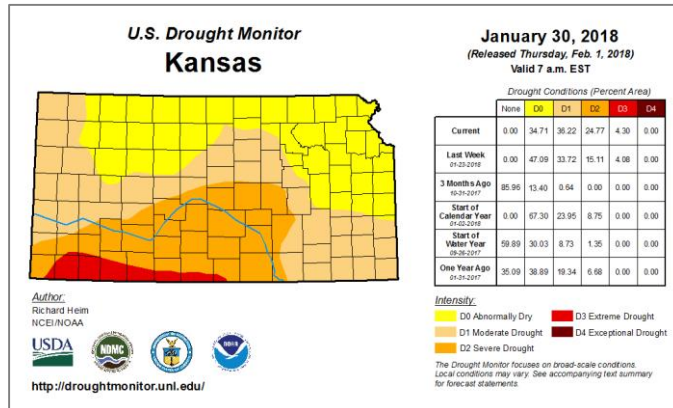 U.S. Drought Monitor
Kansas
January 30, 2018
(Released Thursday, Feb. 1, 2018)
Valid 7 a.m. EST
Drought Conditions (Percent Area)
None D0 D1 D2 D3 D4
Current 0.00 34.71 36.22 24.77 4.30 0.00
Last Week 0.00 47.09 33.72 15.11 4.08 0.00
01-23-2018
3 Months Ago 85.96 13.40 0.64 0.00 0.00 0.00
10-31-2017
Start of
Calendar Year 0.00 67.30 23.95 8.75 0.00 0.00
01-02-2018
Start of
Water Year 59.89 30.03 8.73 1.35 0.00 0.00
09-26-2017
One Year Ago 35.09 38.89 19.34 6.68 0.00 0.00
01-31-2017
Intensity:
D0 Abnormally Dry D3 Extreme Drought
D1 Moderate Drought D4 Exceptional Drought
D2 Severe Drought
The Drought Monitor focuses on broad-scale conditions.
Local conditions may vary. See accompanying text summary
for forecast statements.
Author:
Richard Heim
NCEI/NOAA
USDA
NDMC
NOAA
http://droughtmonitor.unl.edu/